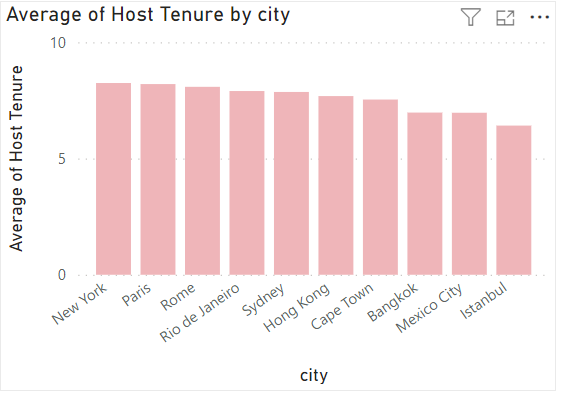 Average of Host Tenure by city
10
5
0
Average of Host Tenure
New York
Paris
Rome
Rio de Janeiro
Sydney
Hong Kong
Cape Town
Bangkok
Mexico City
Istanbul
city